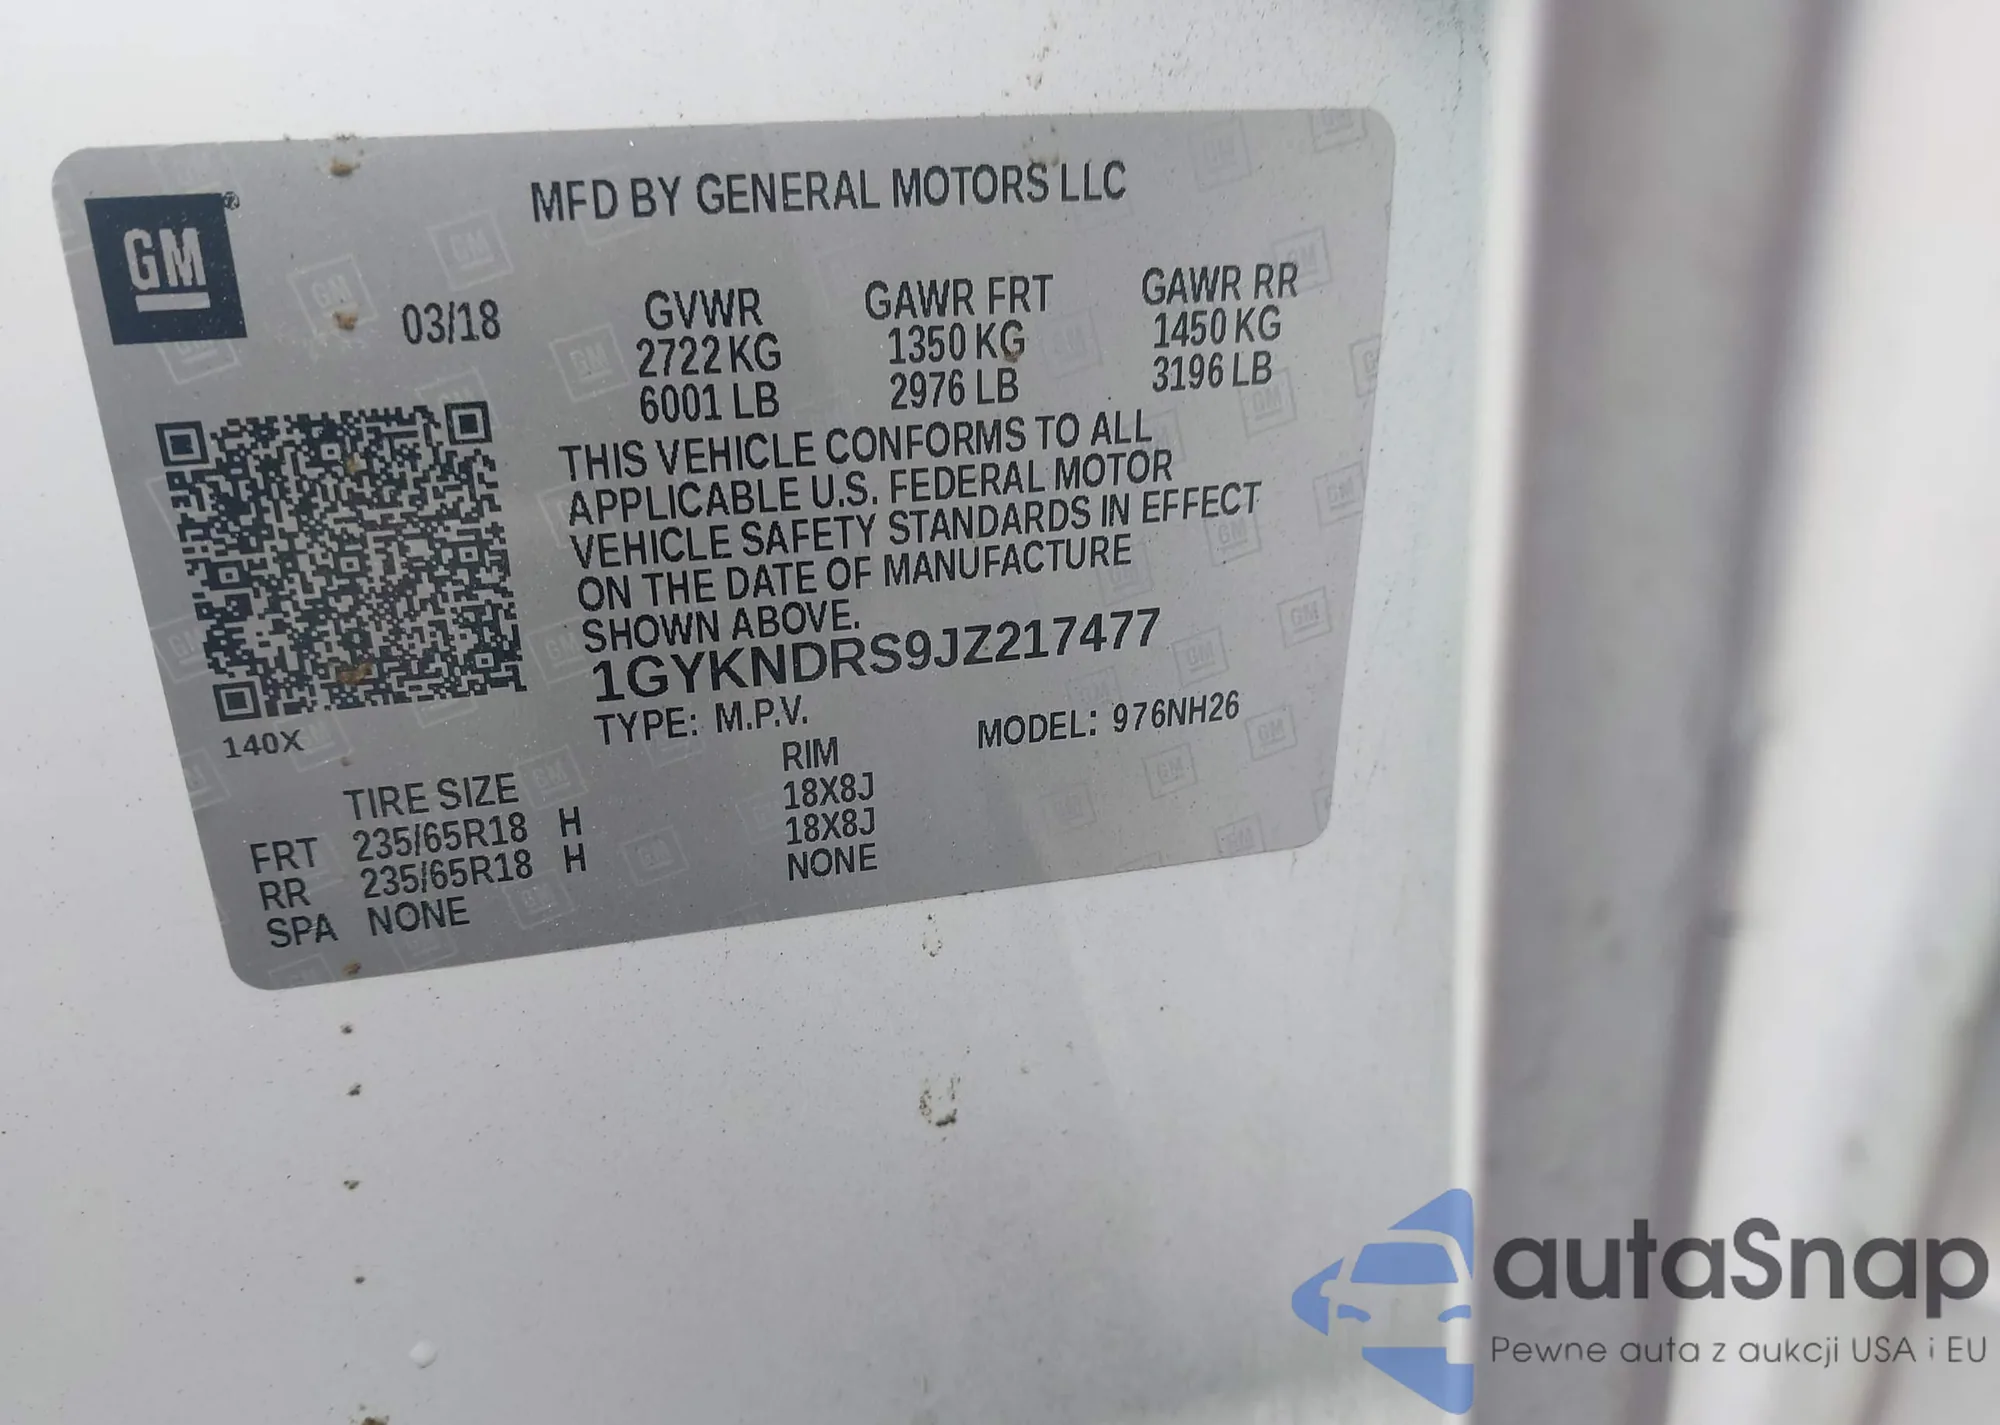 GM®
MFD BY GENERAL MOTORS LLC
03/18
GVWR GAWR FRT GAWR RR
2722 KG 1350 KG 1450 KG
6001 LB 2976 LB 3196 LB
THIS VEHICLE CONFORMS TO ALL
APPLICABLE U.S. FEDERAL MOTOR
VEHICLE SAFETY STANDARDS IN EFFECT
ON THE DATE OF MANUFACTURE
SHOWN ABOVE.
1GYKNDRS9JZ217477
TYPE: M.P.V. MODEL: 976NH26
140X
TIRE SIZE RIM
FRT 235/65R18 H 18X8J
RR 235/65R18 H 18X8J
SPA NONE NONE
autaSnap
Pewne auta z aukcji USA i EU